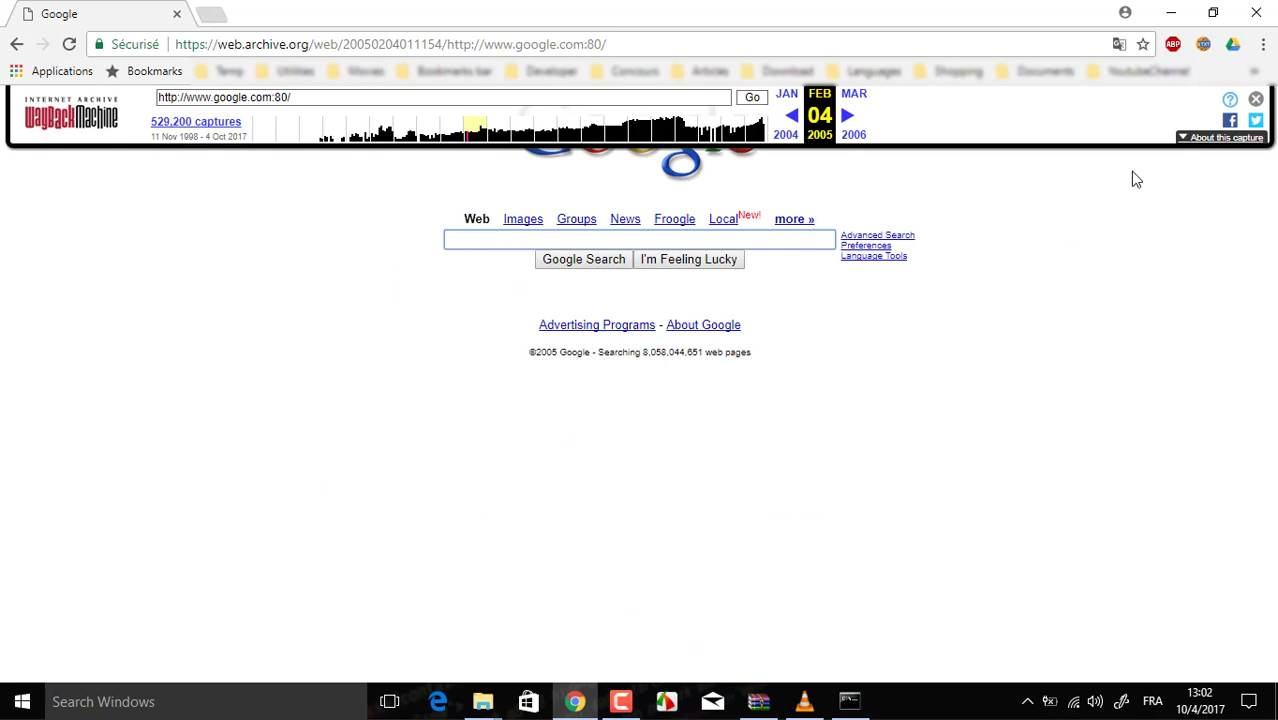 Google
Sécurisé https://web.archive.org/web/20050204011154/http://www.google.com:80/
ABP
Applications Bookmarks Temp Utilities Movies Bookmarks bar Developer Concours Articles Download Languages Shopping Documents YoutubeChannel »
INTERNET ARCHIVE
WayBackMachine
http://www.google.com:80/ Go
JAN FEB MAR
529,200 captures
11 Nov 1998 - 4 Oct 2017
04
2004 2005 2006
About this capture
Web Images Groups News Froogle Local New! more »
Advanced Search
Preferences
Language Tools
Google Search I'm Feeling Lucky
Advertising Programs - About Google
©2005 Google - Searching 8,058,044,651 web pages
Search Windows
FRA
13:02
10/4/2017